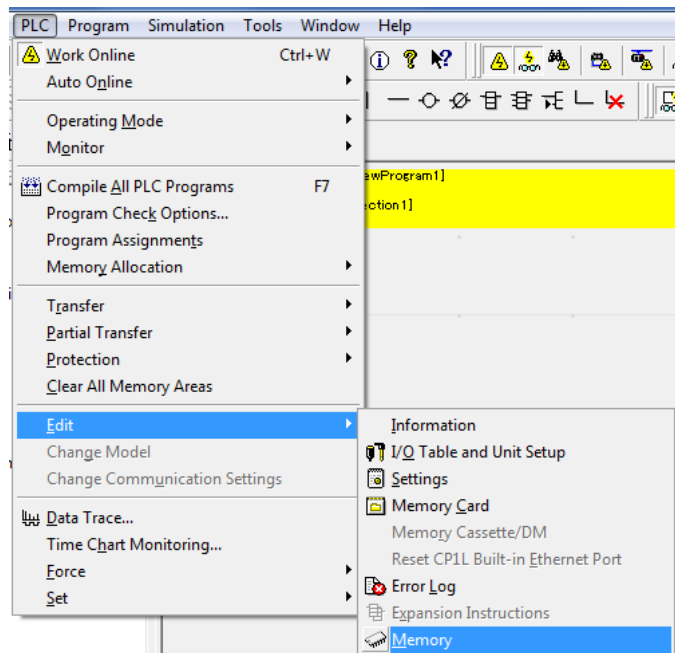 PLC Program Simulation Tools Window Help
Work Online Ctrl+W
Auto Online
Operating Mode
Monitor
Compile All PLC Programs F7
Program Check Options...
Program Assignments
Memory Allocation
Transfer
Partial Transfer
Protection
Clear All Memory Areas
Edit
Change Model
Change Communication Settings
Data Trace...
Time Chart Monitoring...
Force
Set
ewProgram1]
ection1]
Information
I/O Table and Unit Setup
Settings
Memory Card
Memory Cassette/DM
Reset CP1L Built-in Ethernet Port
Error Log
Expansion Instructions
Memory